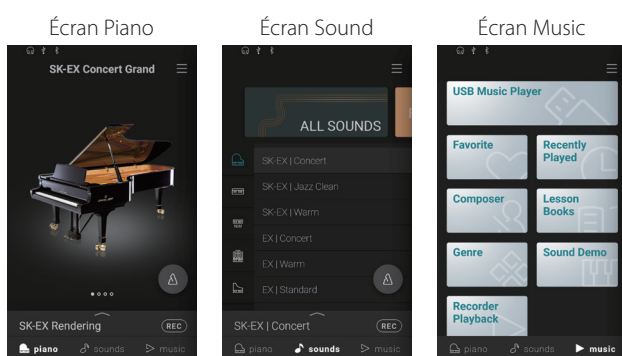 Écran Piano
SK-EX Concert Grand
SK-EX Rendering
REC
piano
sounds
music
Écran Sound
ALL SOUNDS
SK-EX | Concert
SK-EX | Jazz Clean
SK-EX | Warm
EX | Concert
EX | Warm
EX | Standard
SK-EX | Concert
REC
piano
sounds
music
Écran Music
USB Music Player
Favorite
Recently
Played
Composer
Lesson
Books
Genre
Sound Demo
Recorder
Playback
piano
sounds
music